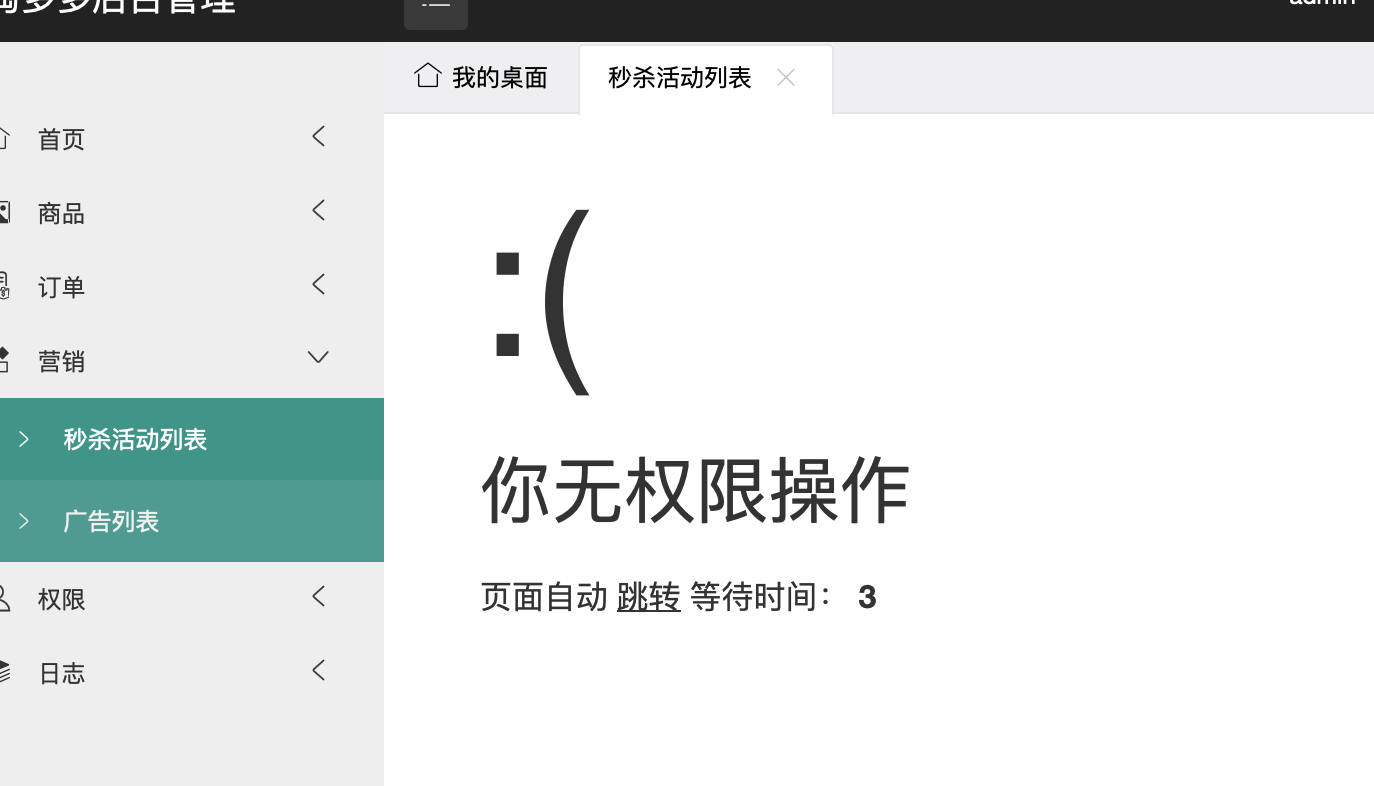 多多后台管理
admin
我的桌面
秒杀活动列表
首页
商品
订单
营销
秒杀活动列表
广告列表
权限
日志
:(
你无权限操作
页面自动 跳转 等待时间： 3